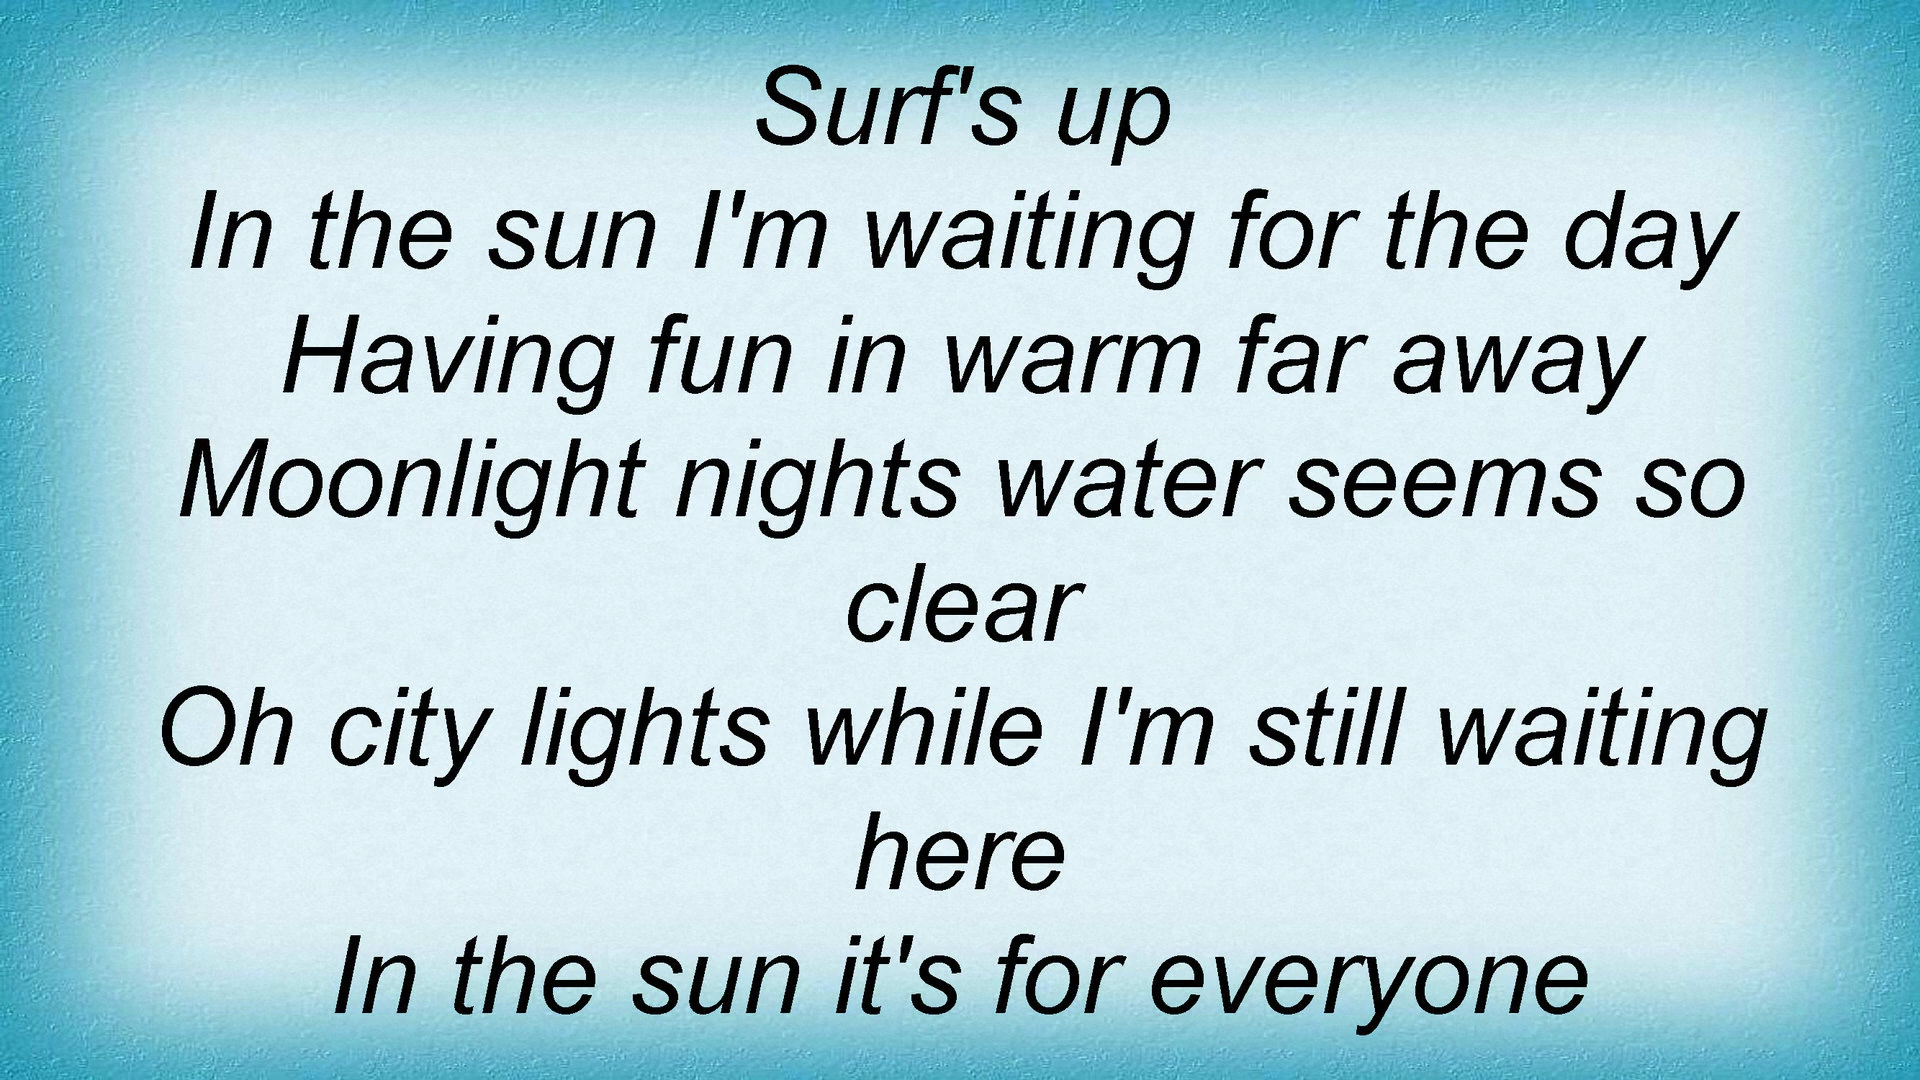 Surf's up
In the sun I'm waiting for the day
Having fun in warm far away
Moonlight nights water seems so
clear
Oh city lights while I'm still waiting
here
In the sun it's for everyone